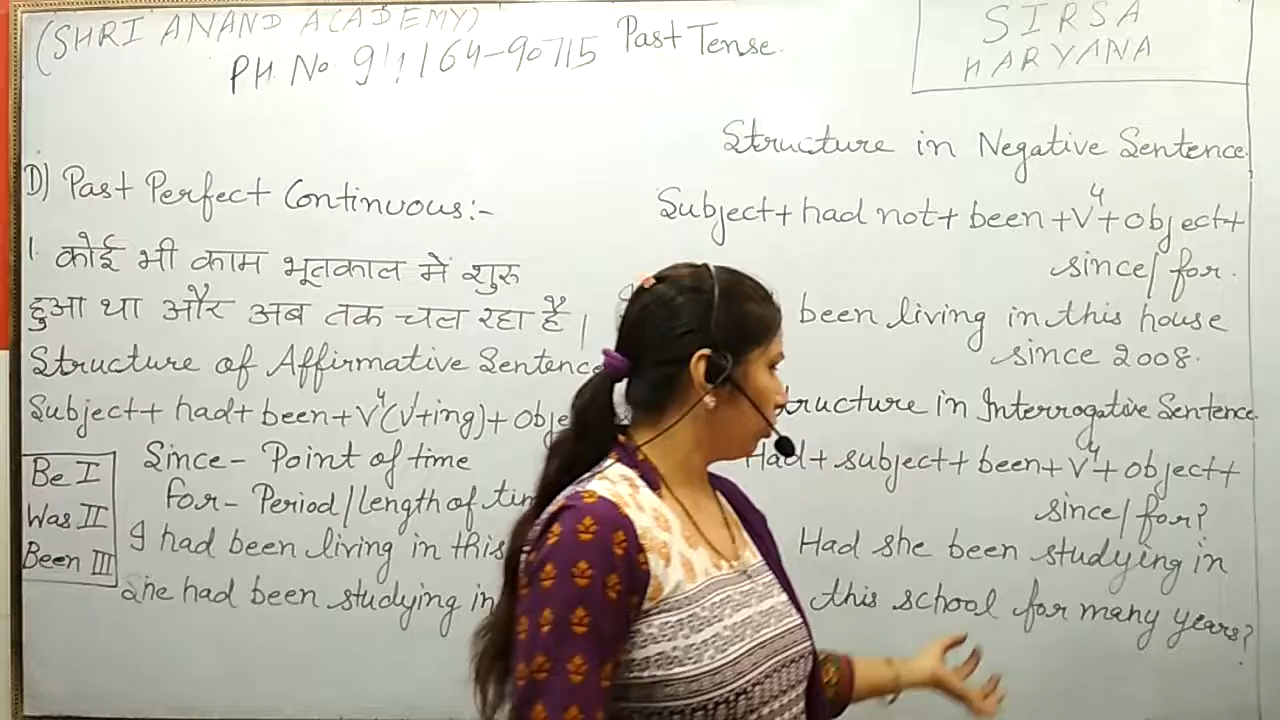 (SHRI ANAND ACADEMY)
PH. No 91164-90715
Past Tense.
SIRSA
HARYANA
D) Past Perfect Continuous:-
1. कोई भी काम भूतकाल में शुरु
हुआ था और अब तक चल रहा है।
Structure of Affirmative Sentence
Subject+ had+ been+ V⁴(V¹+ing)+ Obje
Be I
Was II
Been III
Since - Point of time
For - Period/Length of tim
I had been living in this
She had been studying in
Structure in Negative Sentence
Subject+ had not+ been +V⁴+ object+
since/ for.
been living in this house
since 2008.
tructure in Interrogative Sentence
Had+ subject+ been+ V⁴+ object+
since/ for?
Had she been studying in
this school for many years?